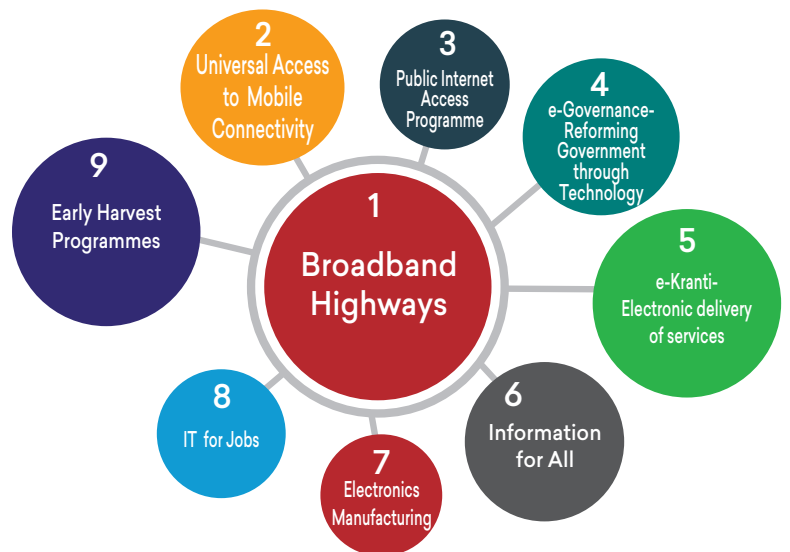 1
Broadband
Highways
2
Universal Access
to Mobile
Connectivity
3
Public Internet
Access
Programme
4
e-Governance-
Reforming
Government
through
Technology
5
e-Kranti-
Electronic delivery
of services
6
Information
for All
7
Electronics
Manufacturing
8
IT for Jobs
9
Early Harvest
Programmes